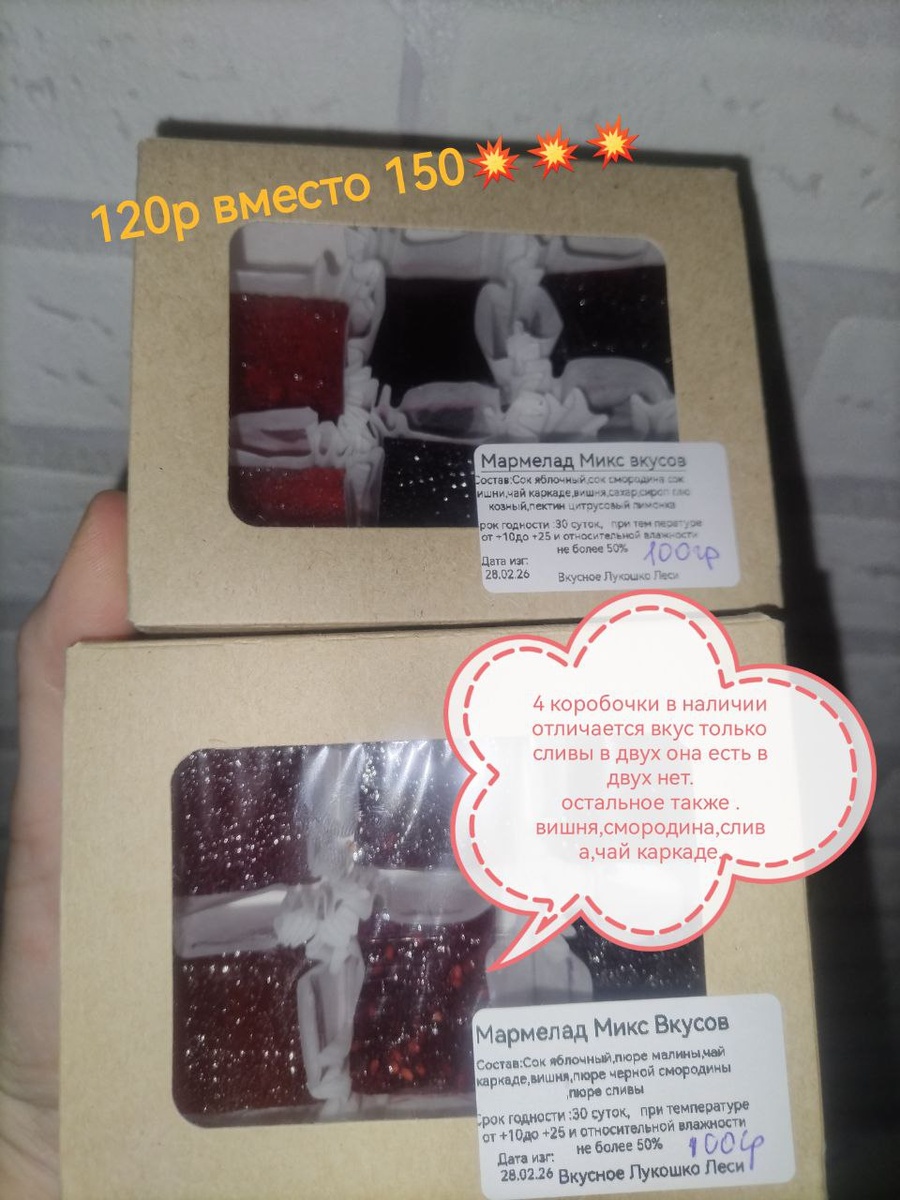 120р вместо 150
Мармелад Микс вкусов
Состав:Сок яблочный,сок смородина сок
ишни,чай каркаде,вишня,сахар,сироп глю
козный,пектин цитрусовый лимонка
рок годности :30 суток, при тем пературе
от +10до +25 и относительной влажности
не более 50% 100гр
Дата изг:
28.02.26 Вкусное Лукошко Леси
4 коробочки в наличии
отличается вкус только
сливы в двух она есть в
двух нет.
остальное также .
вишня,смородина,слив
а,чай каркаде.
Мармелад Микс Вкусов
Состав:Сок яблочный,пюре малины,чай
каркаде,вишня,пюре черной смородины
,пюре сливы
Срок годности :30 суток, при температуре
от +10до +25 и относительной влажности
не более 50% 100гр
Дата изг:
28.02.26 Вкусное Лукошко Леси